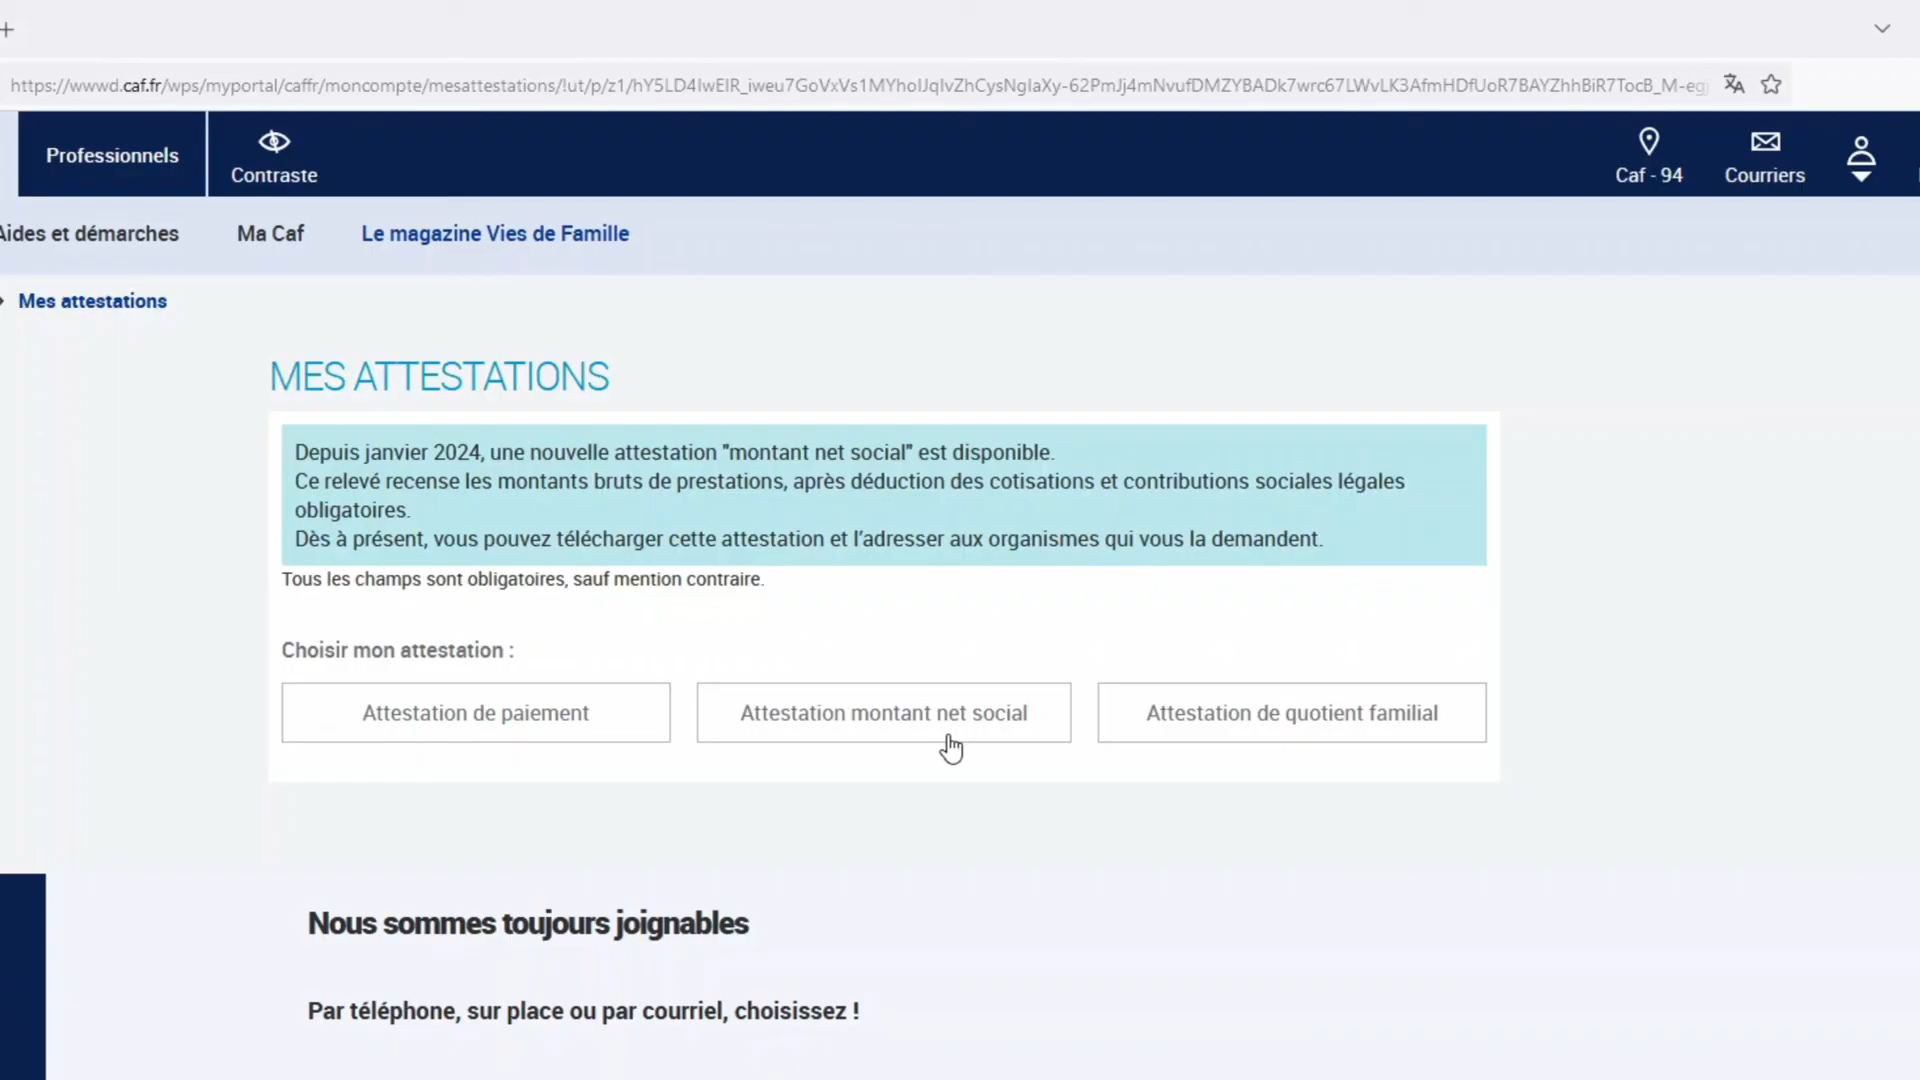 https://wwwd.caf.fr/wps/myportal/caffr/moncompte/mesattestations/
Professionnels
Contraste
Caf - 94
Courriers
Aides et démarches
Ma Caf
Le magazine Vies de Famille
Mes attestations
MES ATTESTATIONS
Depuis janvier 2024, une nouvelle attestation "montant net social" est disponible.
Ce relevé recense les montants bruts de prestations, après déduction des cotisations et contributions sociales légales
obligatoires.
Dès à présent, vous pouvez télécharger cette attestation et l'adresser aux organismes qui vous la demandent.
Tous les champs sont obligatoires, sauf mention contraire.
Choisir mon attestation :
Attestation de paiement
Attestation montant net social
Attestation de quotient familial
Nous sommes toujours joignables
Par téléphone, sur place ou par courriel, choisissez !